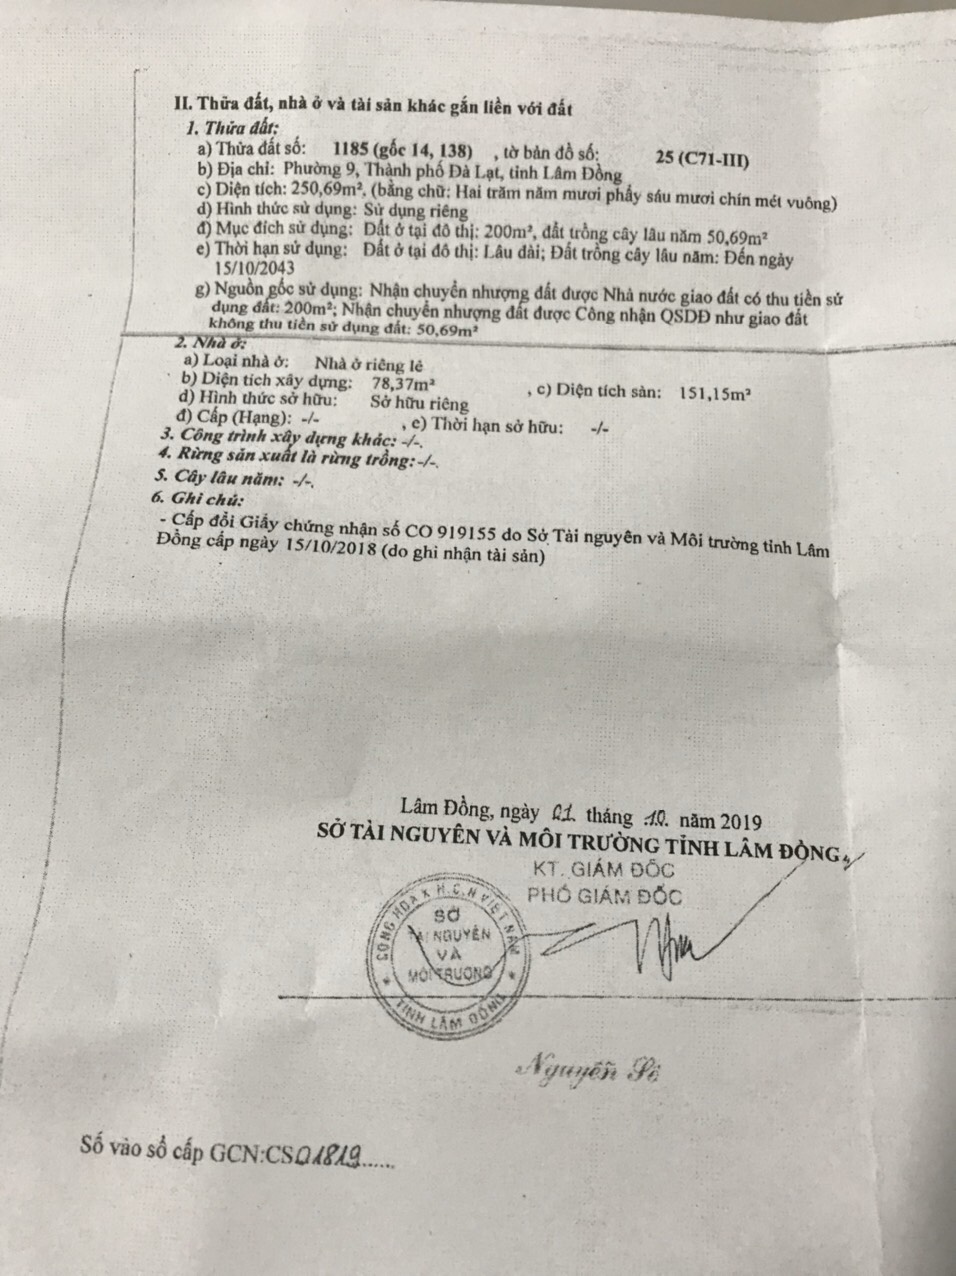 II. Thửa đất, nhà ở và tài sản khác gắn liền với đất
1. Thửa đất:
a) Thửa đất số: 1185 (gốc 14, 138) , tờ bản đồ số: 25 (C71-III)
b) Địa chỉ: Phường 9, Thành phố Đà Lạt, tỉnh Lâm Đồng
c) Diện tích: 250,69m², (bằng chữ: Hai trăm năm mươi phẩy sáu mươi chín mét vuông)
d) Hình thức sử dụng: Sử dụng riêng
đ) Mục đích sử dụng: Đất ở tại đô thị: 200m², đất trồng cây lâu năm 50,69m²
e) Thời hạn sử dụng: Đất ở tại đô thị: Lâu dài; Đất trồng cây lâu năm: Đến ngày
15/10/2043
g) Nguồn gốc sử dụng: Nhận chuyển nhượng đất được Nhà nước giao đất có thu tiền sử
dụng đất: 200m²; Nhận chuyển nhượng đất được Công nhận QSDĐ như giao đất
không thu tiền sử dụng đất: 50,69m²
2. Nhà ở:
a) Loại nhà ở: Nhà ở riêng lẻ
b) Diện tích xây dựng: 78,37m² , c) Diện tích sàn: 151,15m²
d) Hình thức sở hữu: Sở hữu riêng
đ) Cấp (Hạng): -/- , e) Thời hạn sở hữu: -/-
3. Công trình xây dựng khác: -/-.
4. Rừng sản xuất là rừng trồng: -/-.
5. Cây lâu năm: -/-.
6. Ghi chú:
- Cấp đổi Giấy chứng nhận số CO 919155 do Sở Tài nguyên và Môi trường tỉnh Lâm
Đồng cấp ngày 15/10/2018 (do ghi nhận tài sản)
Lâm Đồng, ngày 01 tháng 10 năm 2019
SỞ TÀI NGUYÊN VÀ MÔI TRƯỜNG TỈNH LÂM ĐỒNG
KT. GIÁM ĐỐC
PHÓ GIÁM ĐỐC
CỘNG HÒA X.H.C.N VIỆT NAM
SỞ
TÀI NGUYÊN
VÀ
MÔI TRƯỜNG
TỈNH LÂM ĐỒNG
Nguyễn
Số vào sổ cấp GCN:CS01819......